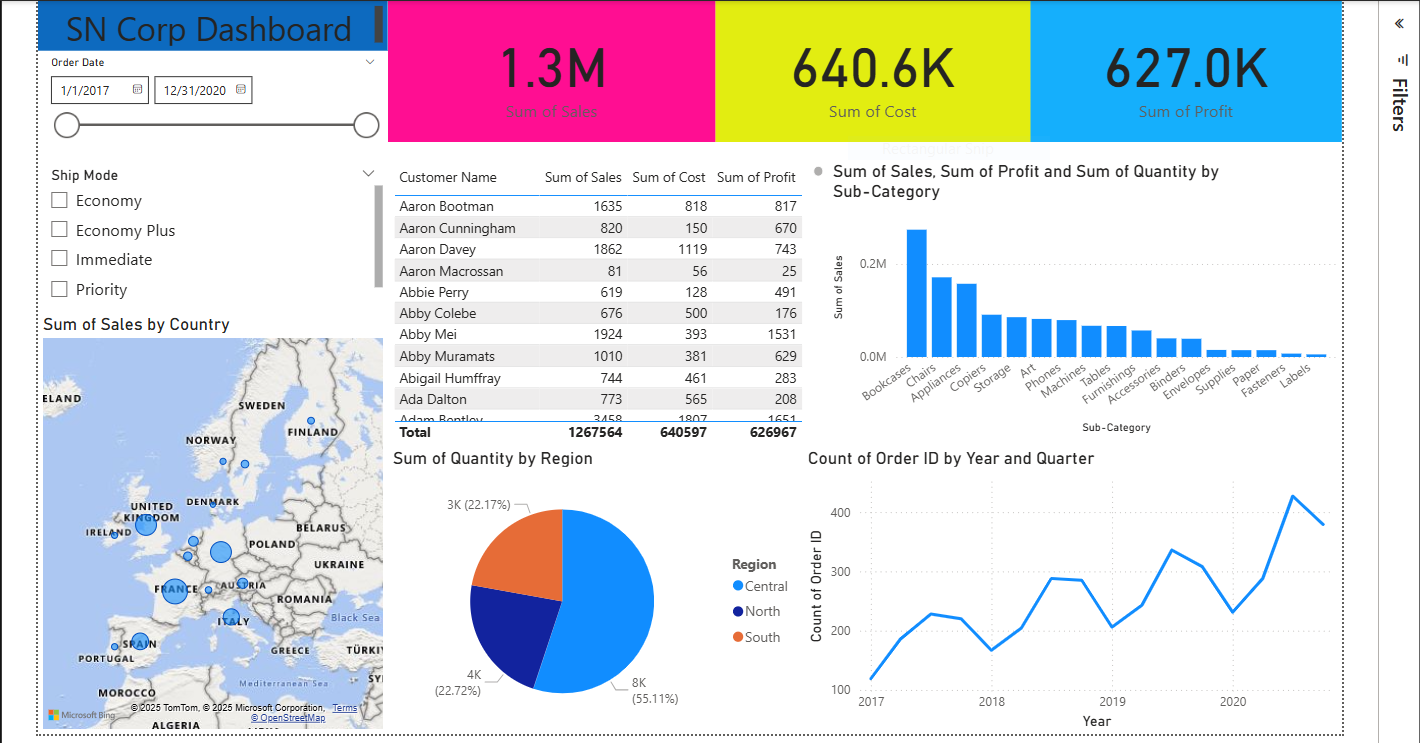 SN Corp Dashboard
Order Date
1/1/2017
12/31/2020
1.3M
Sum of Sales
640.6K
Sum of Cost
627.0K
Sum of Profit
Filters
Ship Mode
Economy
Economy Plus
Immediate
Priority
Customer Name Sum of Sales Sum of Cost Sum of Profit
Aaron Bootman 1635 818 817
Aaron Cunningham 820 150 670
Aaron Davey 1862 1119 743
Aaron Macrossan 81 56 25
Abbie Perry 619 128 491
Abby Colebe 676 500 176
Abby Mei 1924 393 1531
Abby Muramats 1010 381 629
Abigail Humffray 744 461 283
Ada Dalton 773 565 208
Adam Bentley 3458 1807 1651
Total 1267564 640597 626967
Sum of Sales, Sum of Profit and Sum of Quantity by
Sub-Category
Sum of Sales
0.2M
0.0M
Bookcases
Chairs
Appliances
Copiers
Storage
Art
Phones
Machines
Tables
Furnishings
Accessories
Binders
Envelopes
Supplies
Paper
Fasteners
Labels
Sub-Category
Sum of Sales by Country
ELAND
SWEDEN
FINLAND
NORWAY
DENMARK
UNITED
KINGDOM
IRELAND
BELARUS
POLAND
UKRAINE
FRANCE
AUSTRIA
ROMANIA
Black Sea
ITALY
SPAIN
PORTUGAL
GREECE
TÜRKİY
Mediterranean Sea
SY
MOROCCO
ALGERIA
Microsoft Bing
© 2025 TomTom, © 2025 Microsoft Corporation, Terms
© OpenStreetMap
Sum of Quantity by Region
3K (22.17%)
4K
(22.72%)
8K
(55.11%)
Region
Central
North
South
Count of Order ID by Year and Quarter
Count of Order ID
400
300
200
100
2017
2018
2019
2020
Year